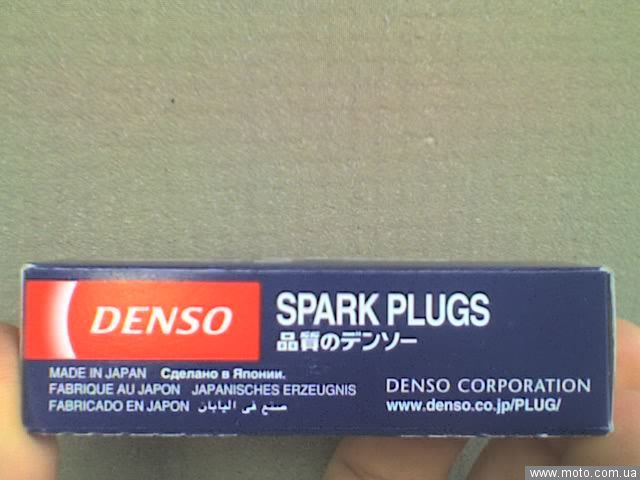 DENSO
SPARK PLUGS
品質のデンソー
MADE IN JAPAN Сделано в Японии.
FABRIQUE AU JAPON JAPANISCHES ERZEUGNIS
FABRICADO EN JAPON صنع في اليابان
DENSO CORPORATION
www.denso.co.jp/PLUG/
www.moto.com.ua